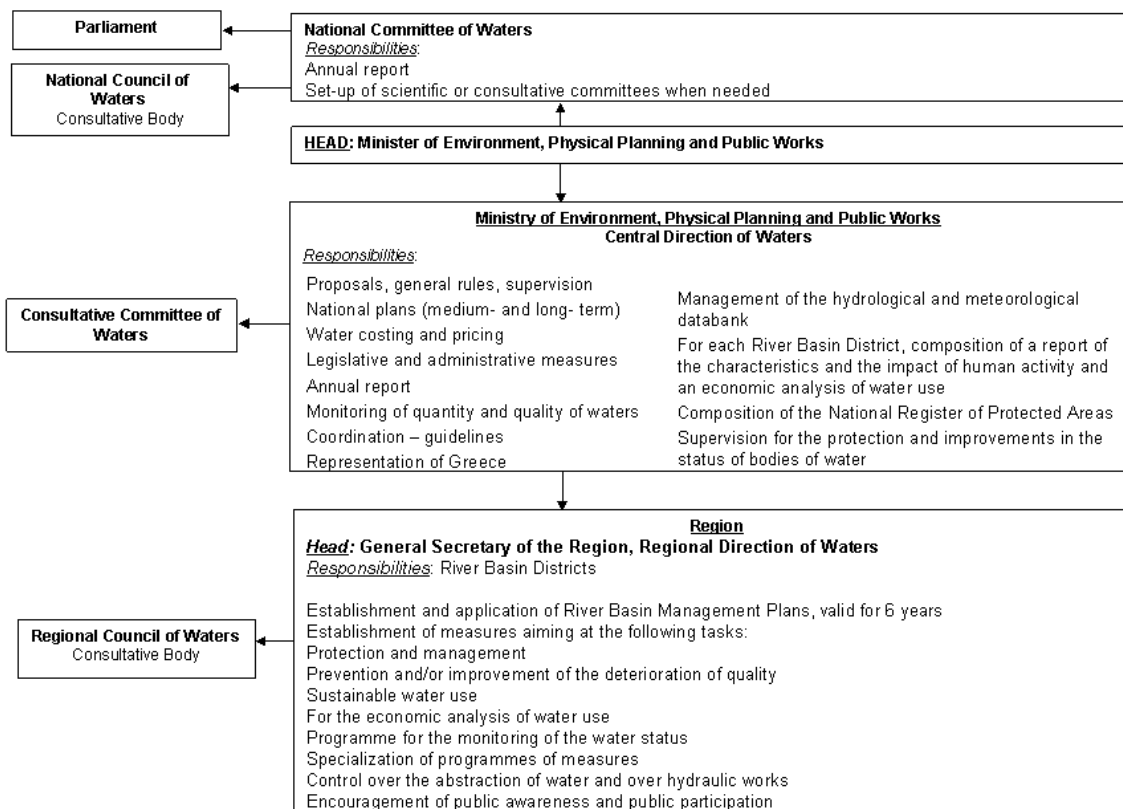 Parliament
National Council of
Waters
Consultative Body
National Committee of Waters
Responsibilities:
Annual report
Set-up of scientific or consultative committees when needed
HEAD: Minister of Environment, Physical Planning and Public Works
Ministry of Environment, Physical Planning and Public Works
Central Direction of Waters
Responsibilities:
Proposals, general rules, supervision
National plans (medium- and long- term)
Water costing and pricing
Legislative and administrative measures
Annual report
Monitoring of quantity and quality of waters
Coordination – guidelines
Representation of Greece
Management of the hydrological and meteorological
databank
For each River Basin District, composition of a report of
the characteristics and the impact of human activity and
an economic analysis of water use
Composition of the National Register of Protected Areas
Supervision for the protection and improvements in the
status of bodies of water
Consultative Committee of
Waters
Region
Head: General Secretary of the Region, Regional Direction of Waters
Responsibilities: River Basin Districts
Establishment and application of River Basin Management Plans, valid for 6 years
Establishment of measures aiming at the following tasks:
Protection and management
Prevention and/or improvement of the deterioration of quality
Sustainable water use
For the economic analysis of water use
Programme for the monitoring of the water status
Specialization of programmes of measures
Control over the abstraction of water and over hydraulic works
Encouragement of public awareness and public participation
Regional Council of Waters
Consultative Body